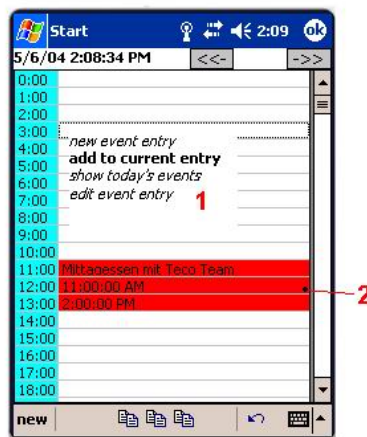 Start 2:09 ok
5/6/04 2:08:34 PM <<- ->>
0:00
1:00
2:00
3:00
new event entry
4:00
add to current entry
5:00
show today's events
6:00
edit event entry
7:00
1
8:00
9:00
10:00
11:00 Mittagessen mit Teco Team
12:00 11:00:00 AM
2
13:00 2:00:00 PM
14:00
15:00
16:00
17:00
18:00
new